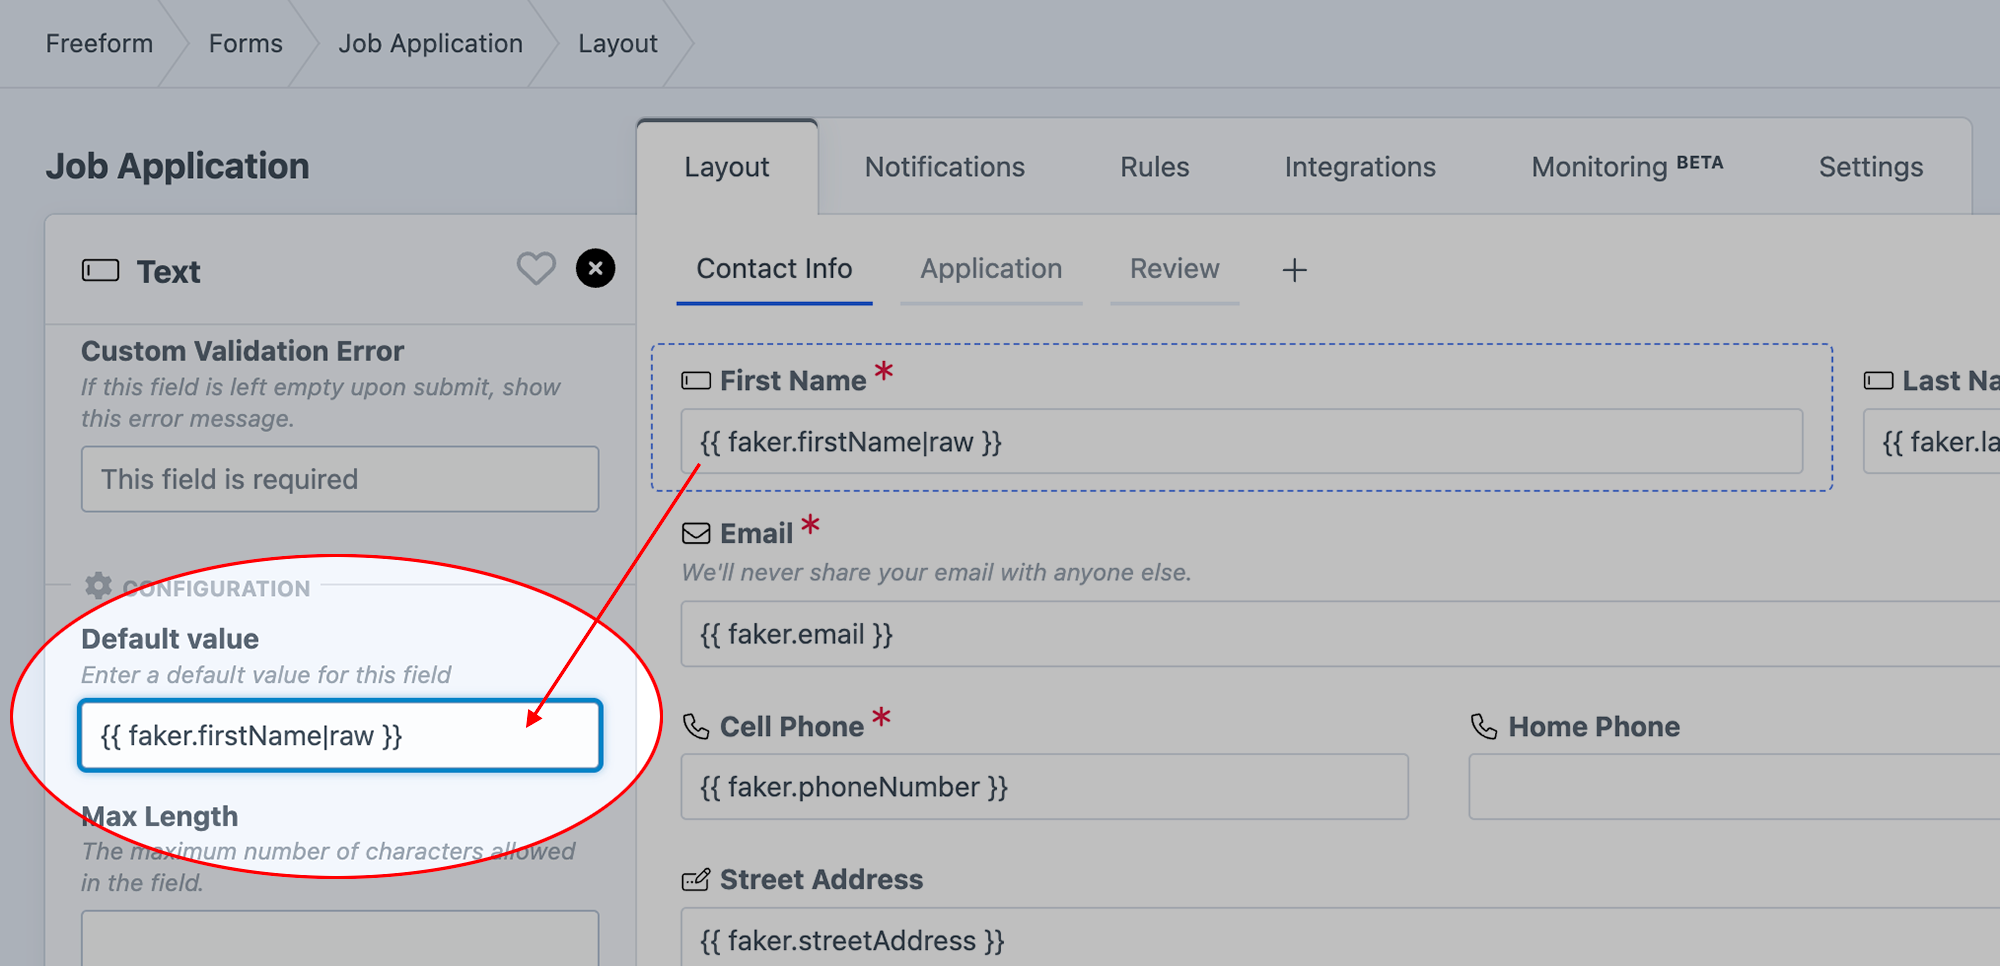 Freeform
Forms
Job Application
Layout
Job Application
Layout
Notifications
Rules
Integrations
Monitoring BETA
Settings
Text
Custom Validation Error
If this field is left empty upon submit, show
this error message.
This field is required
CONFIGURATION
Default value
Enter a default value for this field
{{ faker.firstName|raw }}
Max Length
The maximum number of characters allowed
in the field.
Contact Info
Application
Review
First Name *
{{ faker.firstName|raw }}
Last Na
{{ faker.la
Email *
We'll never share your email with anyone else.
{{ faker.email }}
Cell Phone *
{{ faker.phoneNumber }}
Home Phone
Street Address
{{ faker.streetAddress }}